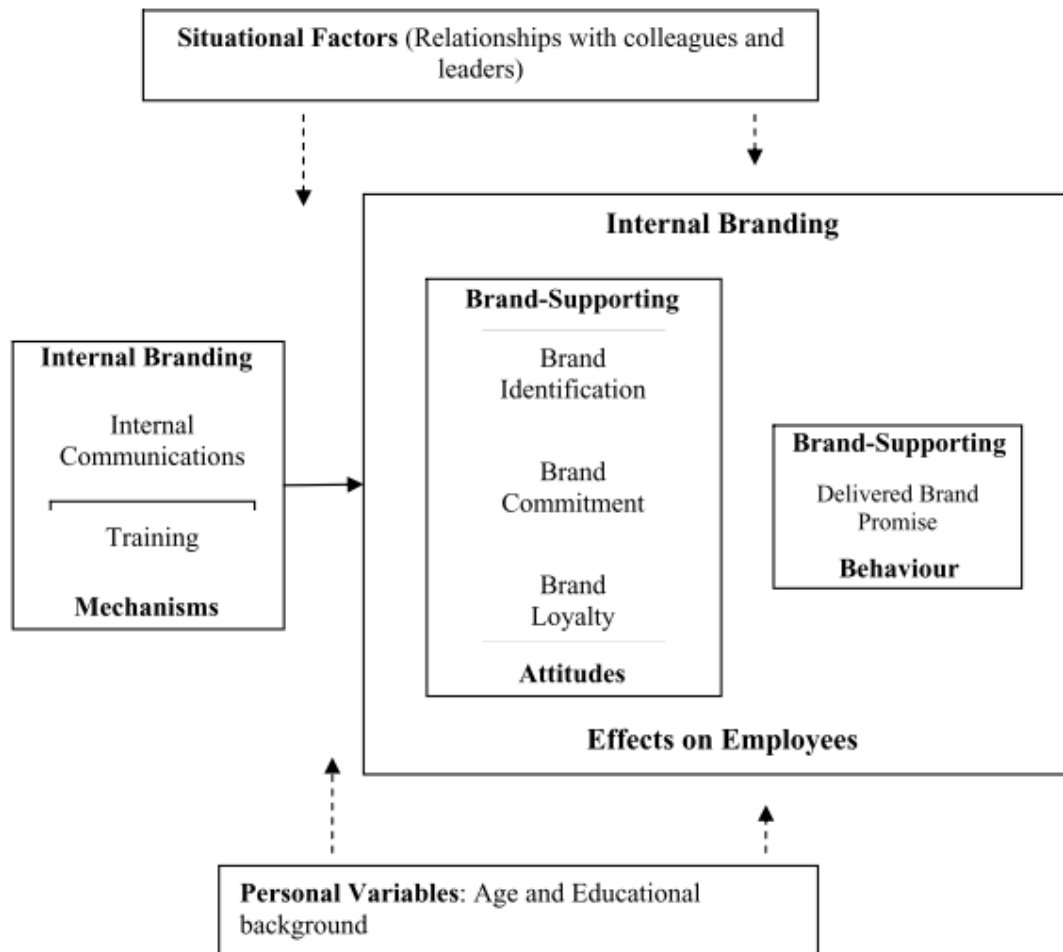 Situational Factors (Relationships with colleagues and
leaders)
Internal Branding
Internal
Communications
Training
Mechanisms
Internal Branding
Brand-Supporting
Brand
Identification
Brand
Commitment
Brand
Loyalty
Attitudes
Brand-Supporting
Delivered Brand
Promise
Behaviour
Effects on Employees
Personal Variables: Age and Educational
background